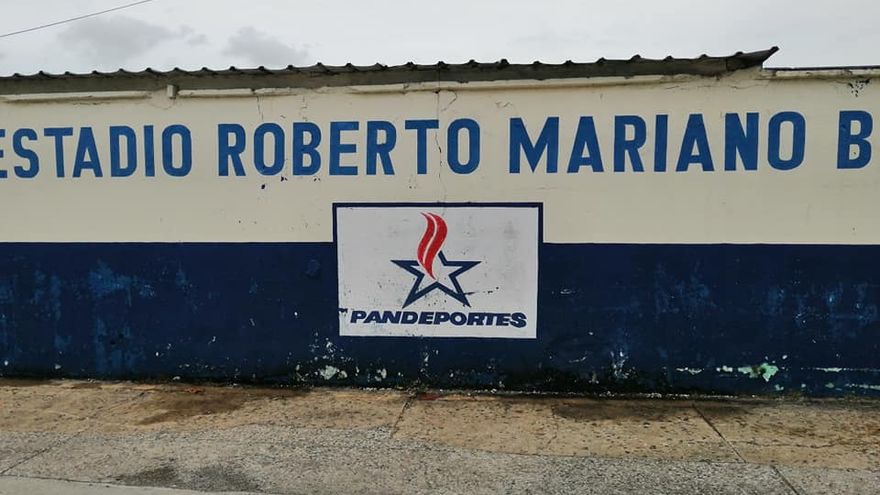 ESTADIO ROBERTO MARIANO B
PANDEPORTES